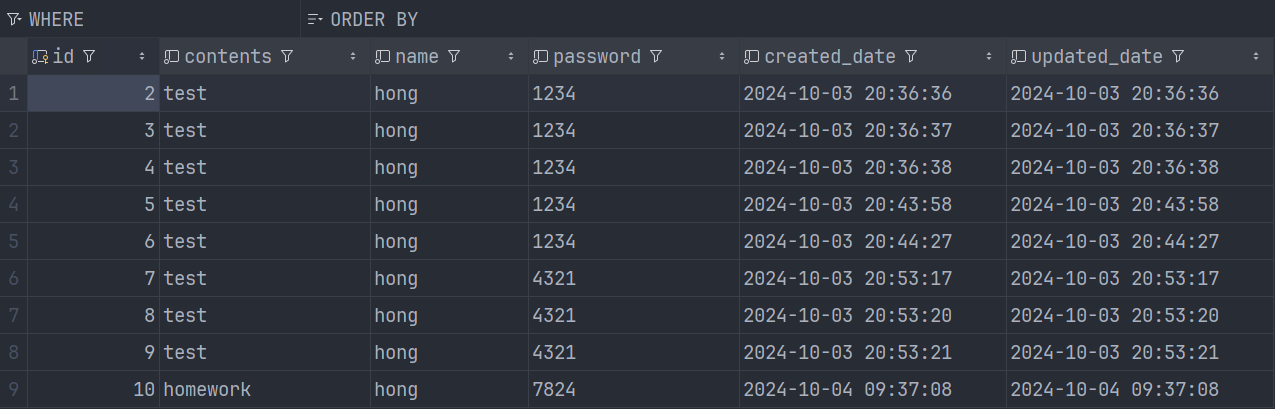 WHERE ORDER BY
id contents name password created_date updated_date
1 2 test hong 1234 2024-10-03 20:36:36 2024-10-03 20:36:36
2 3 test hong 1234 2024-10-03 20:36:37 2024-10-03 20:36:37
3 4 test hong 1234 2024-10-03 20:36:38 2024-10-03 20:36:38
4 5 test hong 1234 2024-10-03 20:43:58 2024-10-03 20:43:58
5 6 test hong 1234 2024-10-03 20:44:27 2024-10-03 20:44:27
6 7 test hong 4321 2024-10-03 20:53:17 2024-10-03 20:53:17
7 8 test hong 4321 2024-10-03 20:53:20 2024-10-03 20:53:20
8 9 test hong 4321 2024-10-03 20:53:21 2024-10-03 20:53:21
9 10 homework hong 7824 2024-10-04 09:37:08 2024-10-04 09:37:08